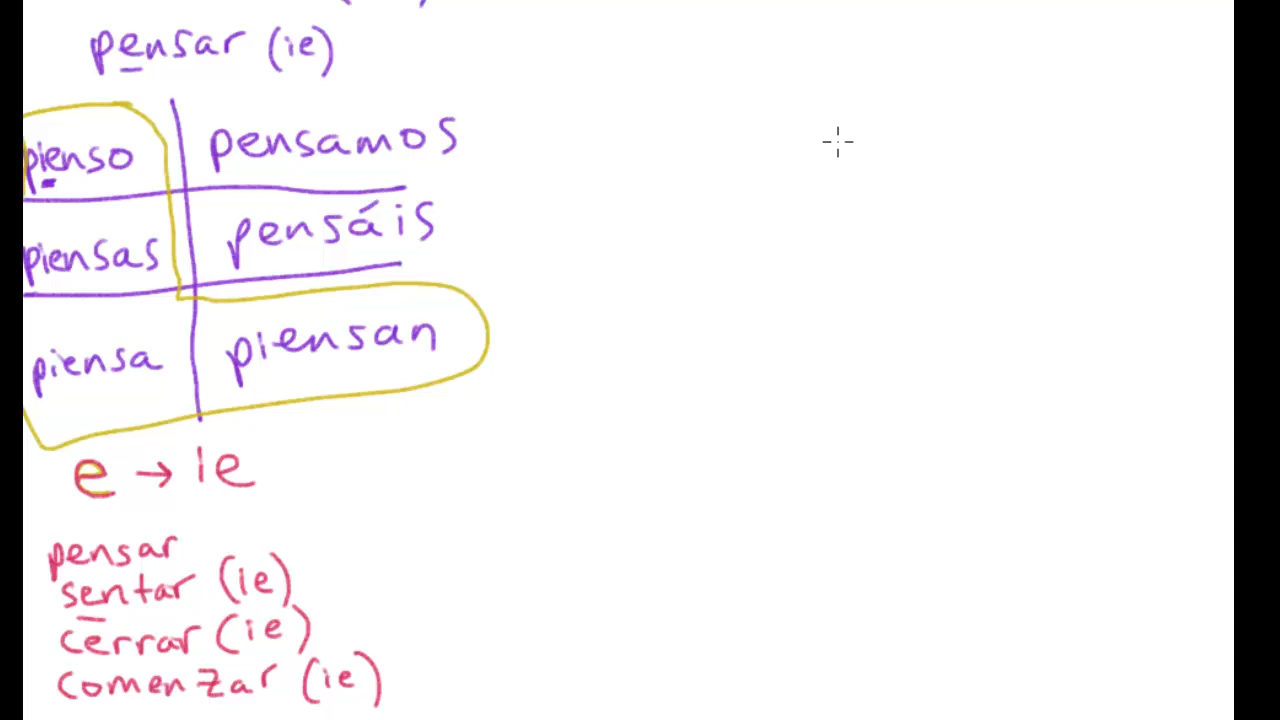 pensar (ie)
pienso pensamos
piensas pensáis
piensa piensan
e → ie
pensar
sentar (ie)
cerrar (ie)
comenzar (ie)